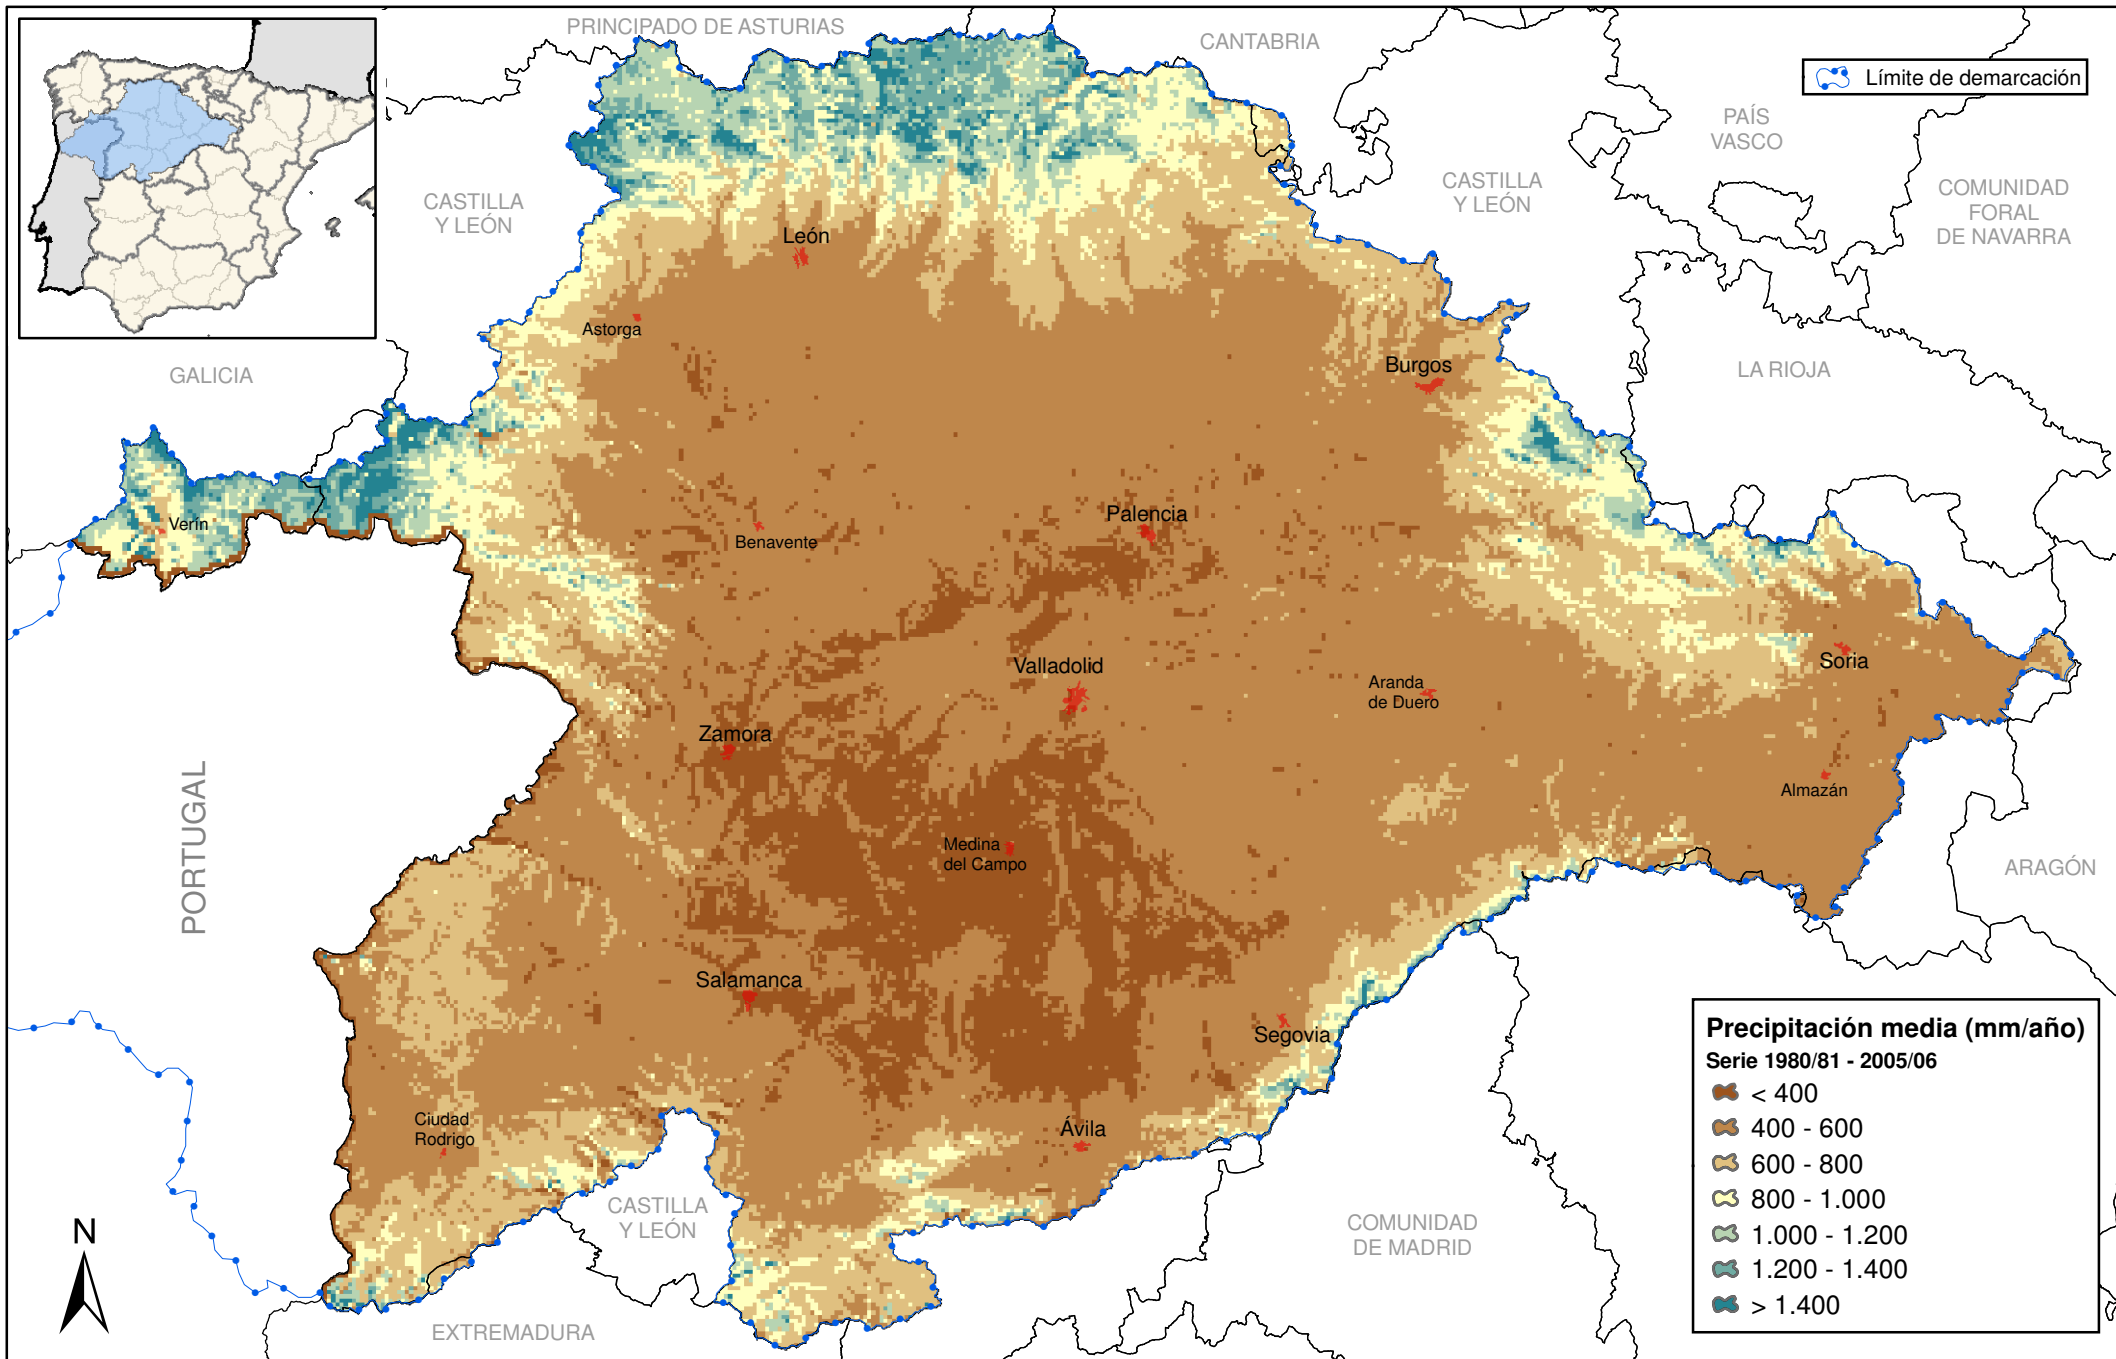 PRINCIPADO DE ASTURIAS
CANTABRIA
Límite de demarcación
PAÍS
VASCO
CASTILLA
Y LEÓN
CASTILLA
Y LEÓN
COMUNIDAD
FORAL
DE NAVARRA
León
Astorga
GALICIA
Burgos
LA RIOJA
Verín
Benavente
Palencia
Valladolid
Aranda
de Duero
Soria
Zamora
Almazán
PORTUGAL
Medina
del Campo
ARAGÓN
Salamanca
Segovia
Ciudad
Rodrigo
Ávila
CASTILLA
Y LEÓN
COMUNIDAD
DE MADRID
EXTREMADURA
N
Precipitación media (mm/año)
Serie 1980/81 - 2005/06
< 400
400 - 600
600 - 800
800 - 1.000
1.000 - 1.200
1.200 - 1.400
> 1.400